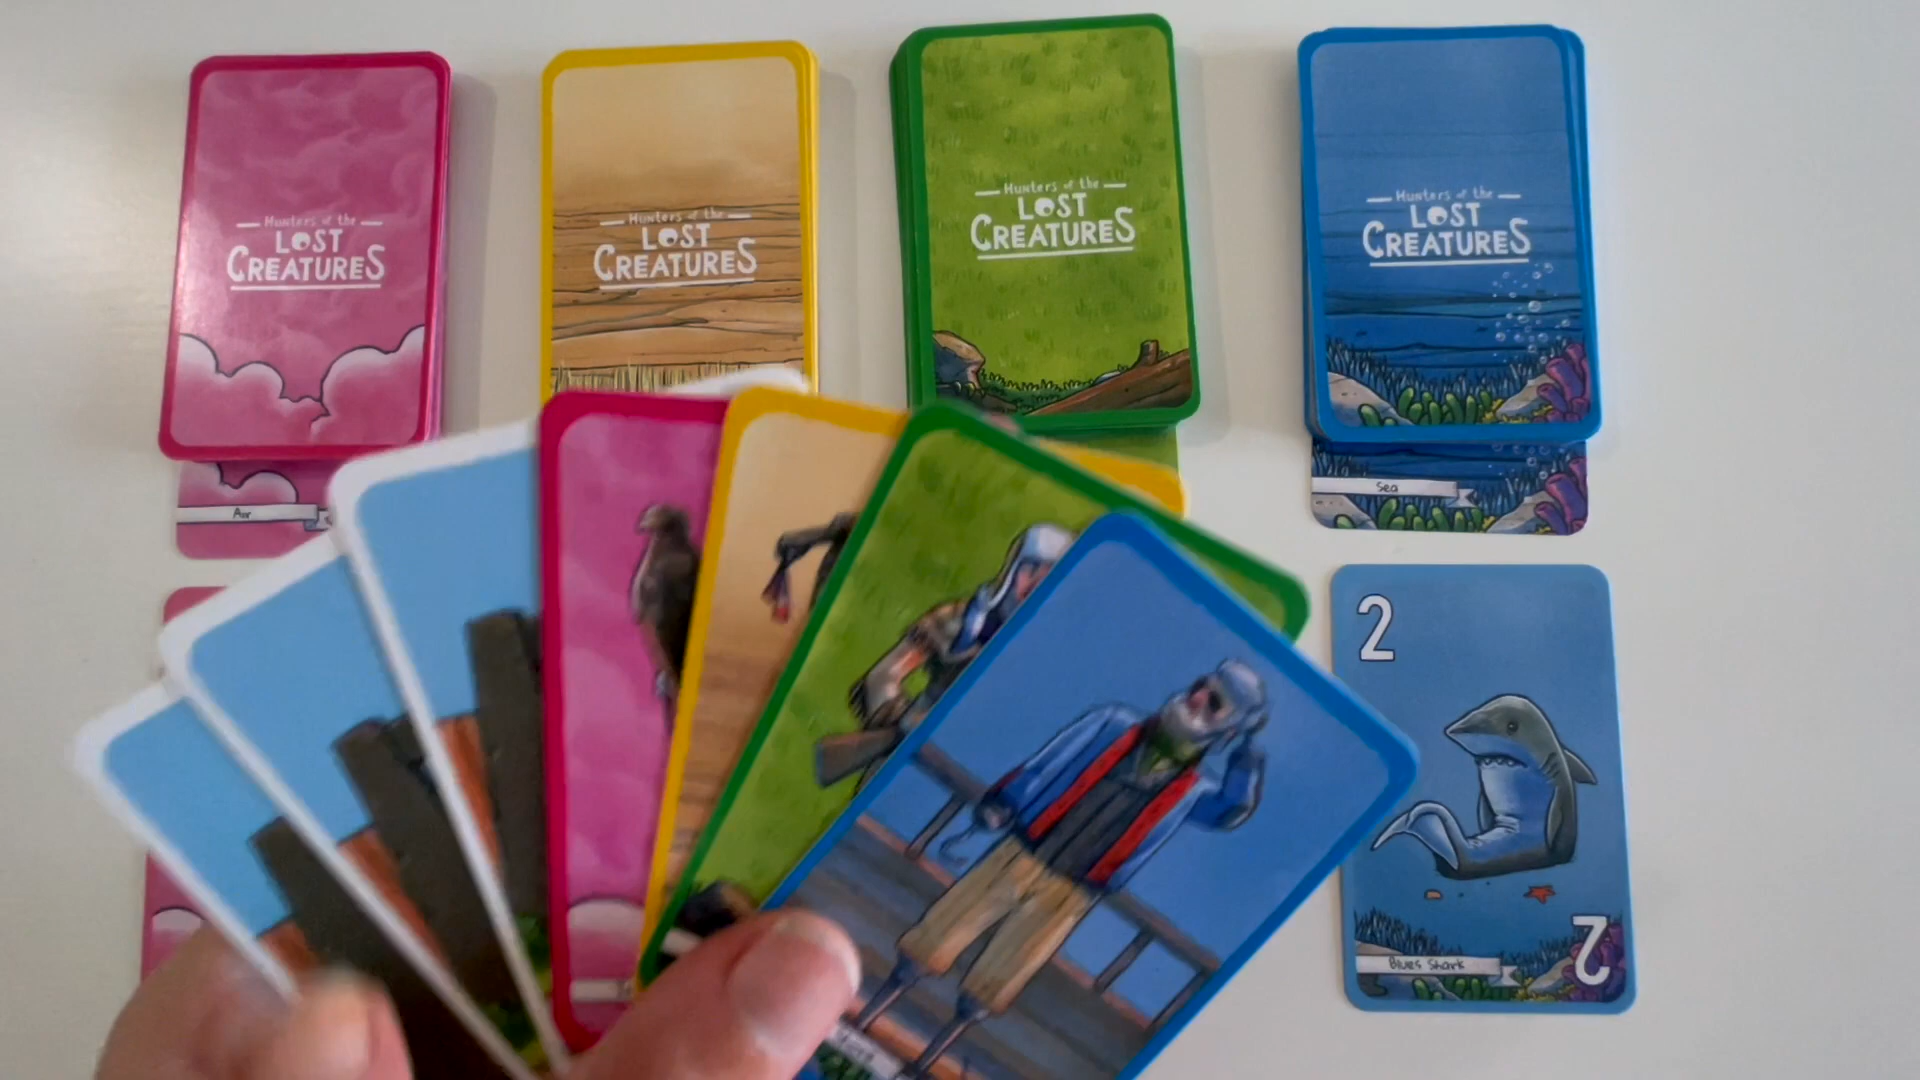 Hunters of the
LOST
CREATURES
Hunters of the
LOST
CREATURES
Hunters of the
LOST
CREATURES
Hunters of the
LOST
CREATURES
Air
Sea
2
Blues Shark
2